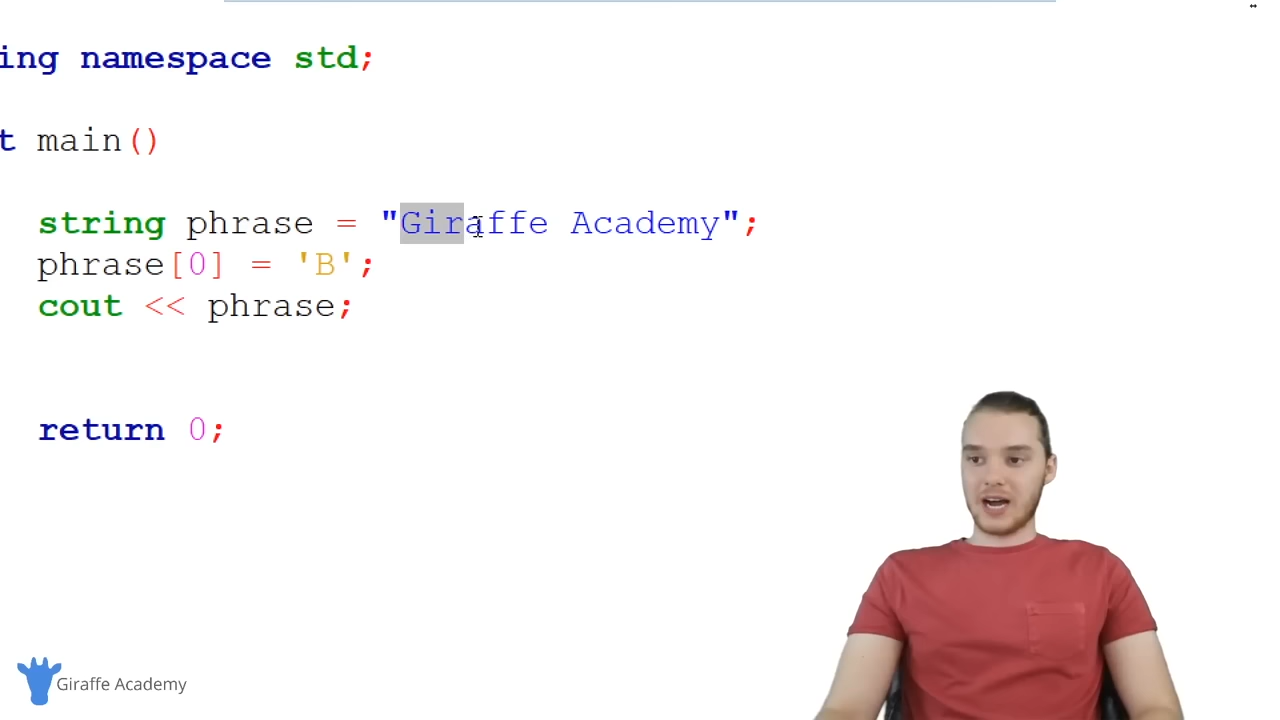 ing namespace std;
t main()
string phrase = "Giraffe Academy";
phrase[0] = 'B';
cout << phrase;
return 0;
Giraffe Academy